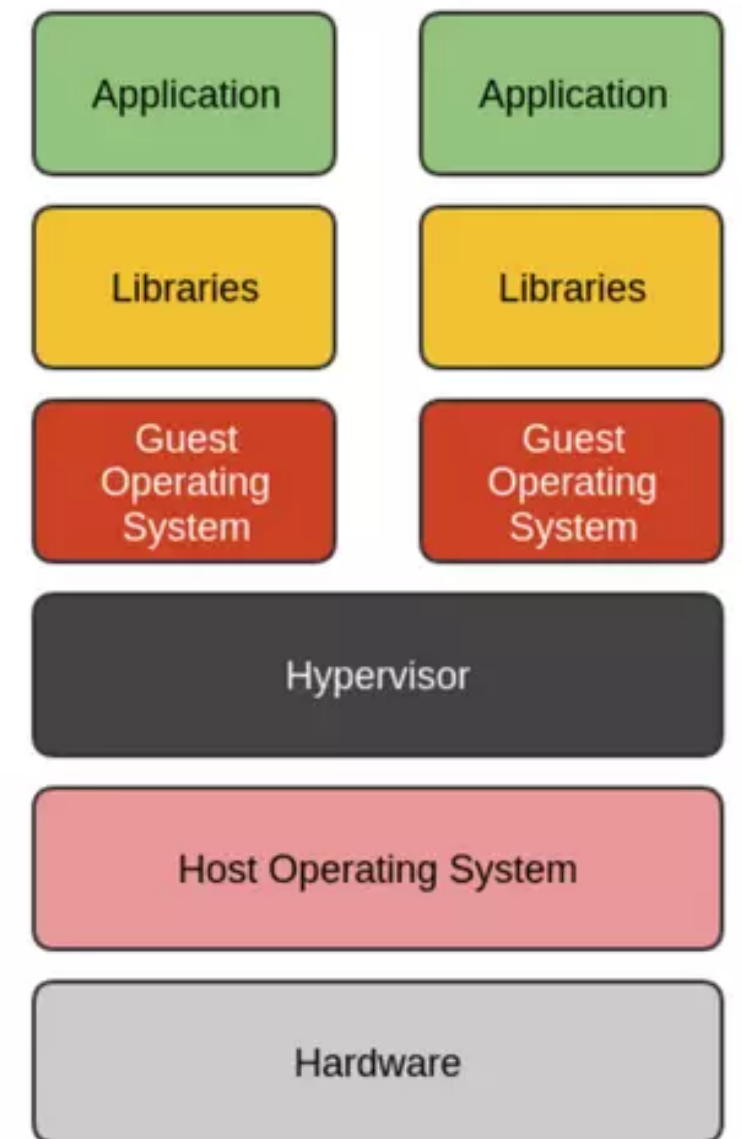 Application
Application
Libraries
Libraries
Guest
Operating
System
Guest
Operating
System
Hypervisor
Host Operating System
Hardware